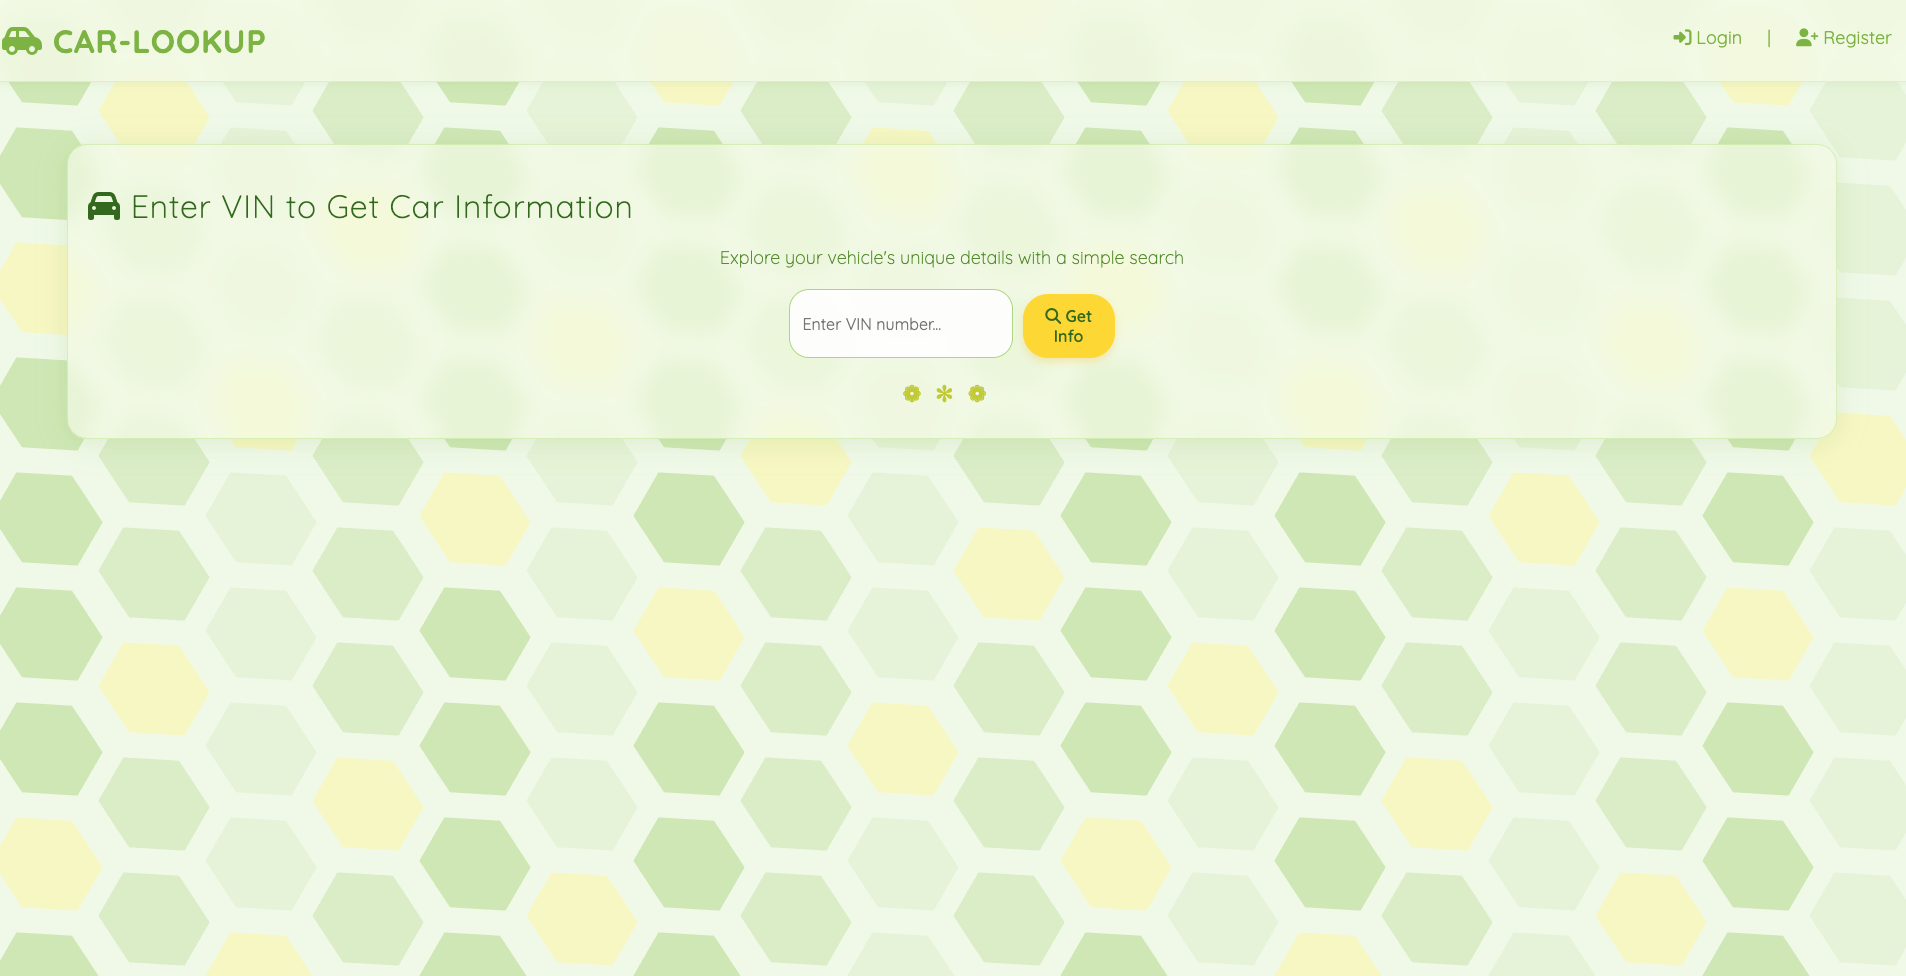 CAR-LOOKUP
Login | Register
Enter VIN to Get Car Information
Explore your vehicle's unique details with a simple search
Enter VIN number...
Get
Info